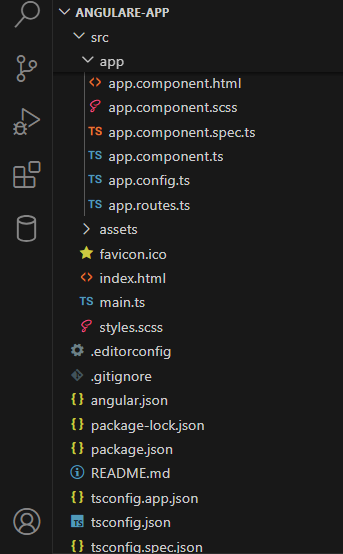 ANGULARE-APP
src
app
<> app.component.html
app.component.scss
TS app.component.spec.ts
TS app.component.ts
TS app.config.ts
TS app.routes.ts
assets
favicon.ico
<> index.html
TS main.ts
styles.scss
.editorconfig
.gitignore
{} angular.json
{} package-lock.json
{} package.json
README.md
{} tsconfig.app.json
TS tsconfig.json
{} tsconfig.spec.json